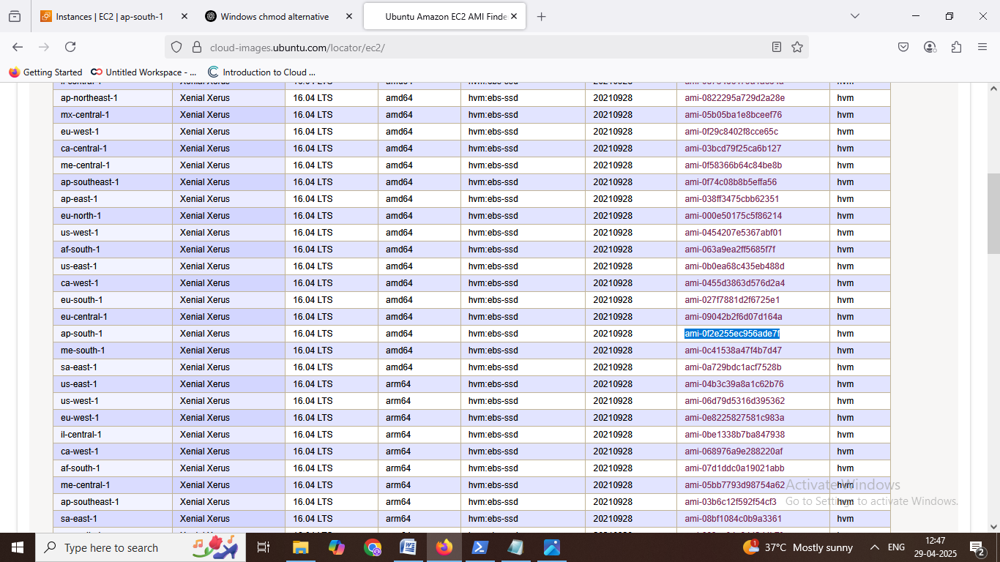 Instances | EC2 | ap-south-1
Windows chmod alternative
Ubuntu Amazon EC2 AMI Finde
cloud-images.ubuntu.com/locator/ec2/
Getting Started
Untitled Workspace - ...
Introduction to Cloud ...
ap-northeast-1 Xenial Xerus 16.04 LTS amd64 hvm:ebs-ssd 20210928 ami-0822295a729d2a28e hvm
mx-central-1 Xenial Xerus 16.04 LTS amd64 hvm:ebs-ssd 20210928 ami-05b05ba1e8bceef76 hvm
eu-west-1 Xenial Xerus 16.04 LTS amd64 hvm:ebs-ssd 20210928 ami-0f29c8402f8cce65c hvm
ca-central-1 Xenial Xerus 16.04 LTS amd64 hvm:ebs-ssd 20210928 ami-03bcd79f25ca6b127 hvm
me-central-1 Xenial Xerus 16.04 LTS amd64 hvm:ebs-ssd 20210928 ami-0f58366b64c84be8b hvm
ap-southeast-1 Xenial Xerus 16.04 LTS amd64 hvm:ebs-ssd 20210928 ami-0f74c08b8b5effa56 hvm
ap-east-1 Xenial Xerus 16.04 LTS amd64 hvm:ebs-ssd 20210928 ami-038ff3475cbb62351 hvm
eu-north-1 Xenial Xerus 16.04 LTS amd64 hvm:ebs-ssd 20210928 ami-000e50175c5f86214 hvm
us-west-1 Xenial Xerus 16.04 LTS amd64 hvm:ebs-ssd 20210928 ami-0454207e5367abf01 hvm
af-south-1 Xenial Xerus 16.04 LTS amd64 hvm:ebs-ssd 20210928 ami-063a9ea2ff5685f7f hvm
us-east-1 Xenial Xerus 16.04 LTS amd64 hvm:ebs-ssd 20210928 ami-0b0ea68c435eb488d hvm
ca-west-1 Xenial Xerus 16.04 LTS amd64 hvm:ebs-ssd 20210928 ami-0455d3863d576d2a4 hvm
eu-south-1 Xenial Xerus 16.04 LTS amd64 hvm:ebs-ssd 20210928 ami-027f7881d2f6725e1 hvm
eu-central-1 Xenial Xerus 16.04 LTS amd64 hvm:ebs-ssd 20210928 ami-09042b2f6d07d164a hvm
ap-south-1 Xenial Xerus 16.04 LTS amd64 hvm:ebs-ssd 20210928 ami-0f2e255ec956ade7f hvm
me-south-1 Xenial Xerus 16.04 LTS amd64 hvm:ebs-ssd 20210928 ami-0c41538a47f4b7d47 hvm
sa-east-1 Xenial Xerus 16.04 LTS amd64 hvm:ebs-ssd 20210928 ami-0a729bdc1acf7528b hvm
us-east-1 Xenial Xerus 16.04 LTS arm64 hvm:ebs-ssd 20210928 ami-04b3c39a8a1c62b76 hvm
us-west-1 Xenial Xerus 16.04 LTS arm64 hvm:ebs-ssd 20210928 ami-06d79d5316d395362 hvm
eu-west-1 Xenial Xerus 16.04 LTS arm64 hvm:ebs-ssd 20210928 ami-0e8225827581c983a hvm
il-central-1 Xenial Xerus 16.04 LTS arm64 hvm:ebs-ssd 20210928 ami-0be1338b7ba847938 hvm
ca-west-1 Xenial Xerus 16.04 LTS arm64 hvm:ebs-ssd 20210928 ami-068976a9e288220af hvm
af-south-1 Xenial Xerus 16.04 LTS arm64 hvm:ebs-ssd 20210928 ami-07d1ddc0a19021abb hvm
me-central-1 Xenial Xerus 16.04 LTS arm64 hvm:ebs-ssd 20210928 ami-05bb7793d98754a62 hvm
ap-southeast-1 Xenial Xerus 16.04 LTS arm64 hvm:ebs-ssd 20210928 ami-03b6c12f592f54cf3 hvm
sa-east-1 Xenial Xerus 16.04 LTS arm64 hvm:ebs-ssd 20210928 ami-08bf1084c0b9a3361 hvm
Activate Windows
Go to Settings to activate Windows.
Type here to search
37°C Mostly sunny
ENG
12:47
29-04-2025
2